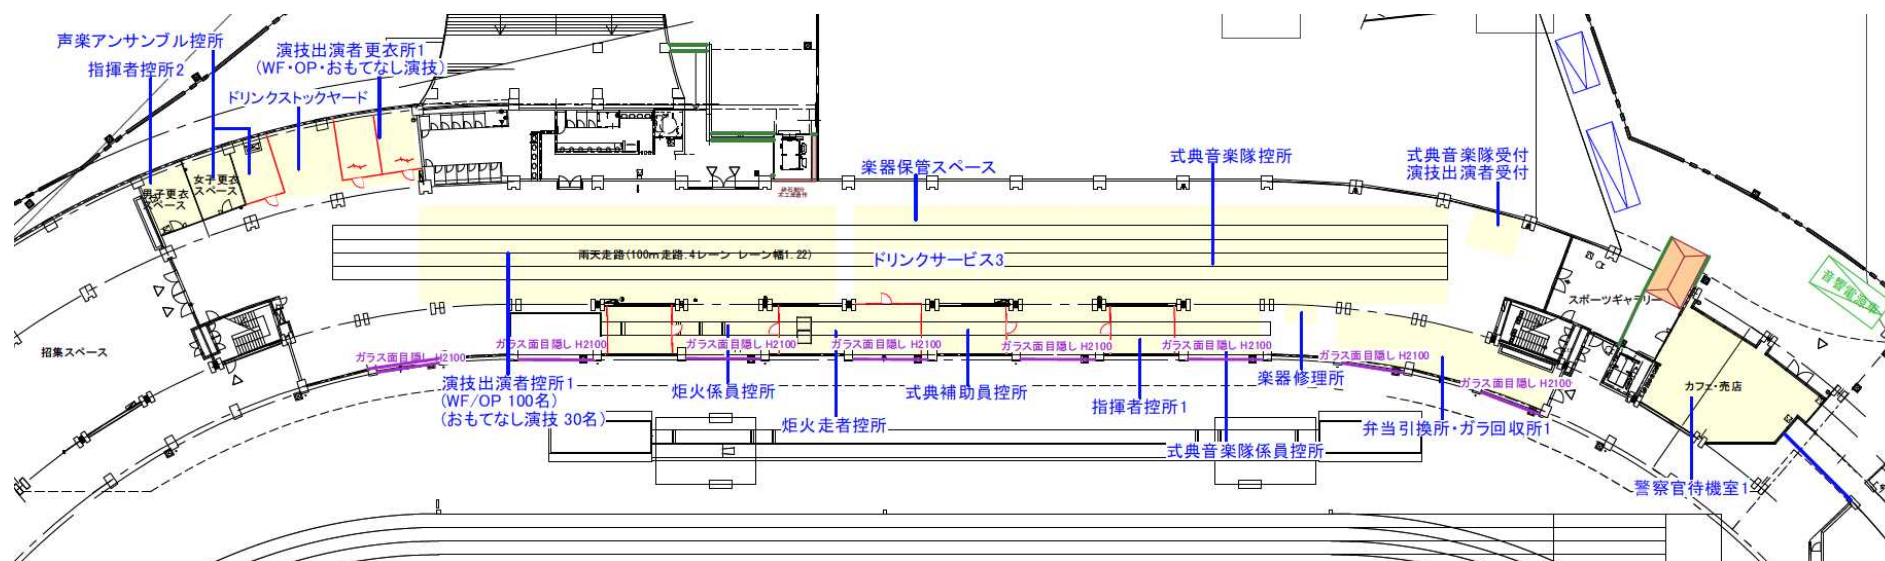 声楽アンサンブル控所
指揮者控所2
演技出演者更衣所1
(WF・OP・おもてなし演技)
ドリンクストックヤード
男子更衣
スペース
女子更衣
スペース
楽器保管スペース
式典音楽隊控所
式典音楽隊受付
演技出演者受付
雨天走路(100m走路.4レーン レーン幅1.22)
ドリンクサービス3
スポーツギャラリー
音響電源車
招集スペース
ガラス面目隠し H2100
ガラス面目隠し H2100
ガラス面目隠し H2100
ガラス面目隠し H2100
ガラス面目隠し H2100
ガラス面目隠し H2100
ガラス面目隠し H2100
ガラス面目隠し H2100
カフェ・売店
演技出演者控所1
(WF/OP 100名)
(おもてなし演技 30名)
炬火係員控所
炬火走者控所
式典補助員控所
指揮者控所1
式典音楽隊係員控所
楽器修理所
弁当引換所・ガラ回収所1
警察官待機室1